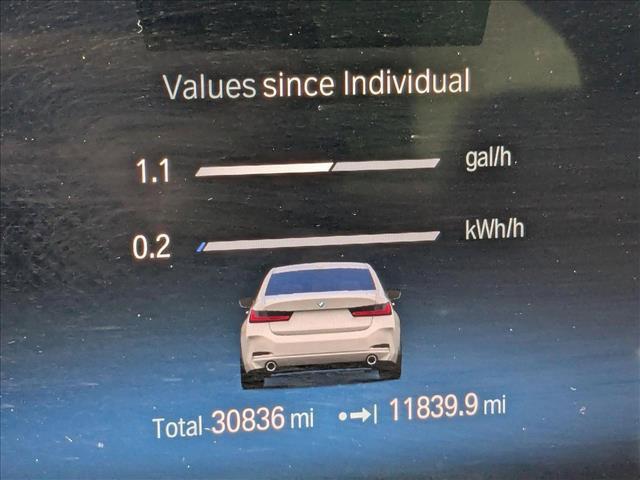 Values since Individual
1.1 gal/h
0.2 kWh/h
Total 30836 mi 11839.9 mi